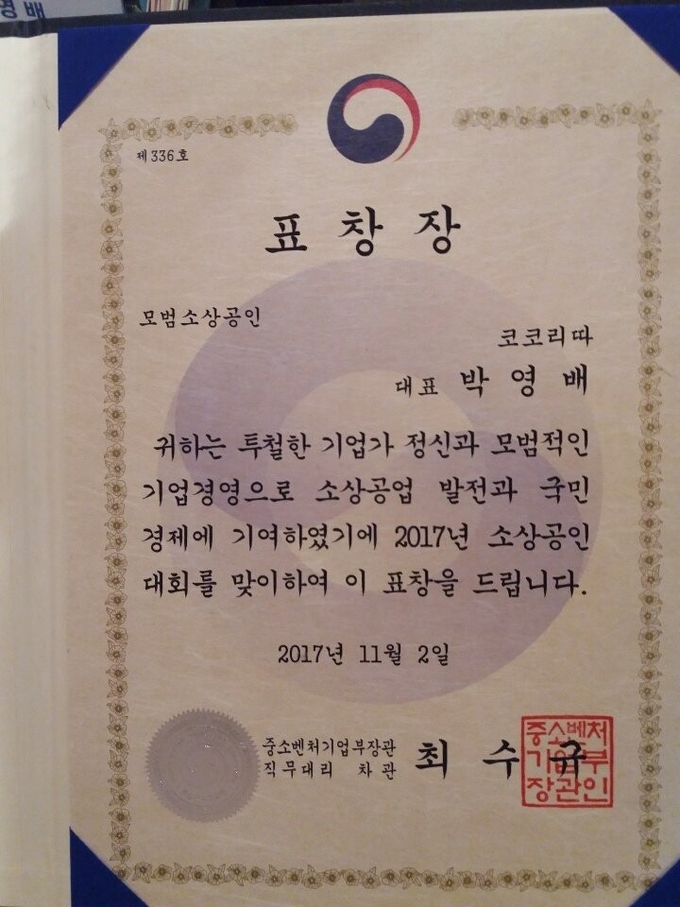 영배
제336호
표창장
모범소상공인
코코리따
대표 박영배
귀하는 투철한 기업가 정신과 모범적인
기업경영으로 소상공업 발전과 국민
경제에 기여하였기에 2017년 소상공인
대회를 맞이하여 이 표창을 드립니다.
2017년 11월 2일
중소벤처기업부장관
직무대리 차관
최수규
중소벤처
기업부
장관인